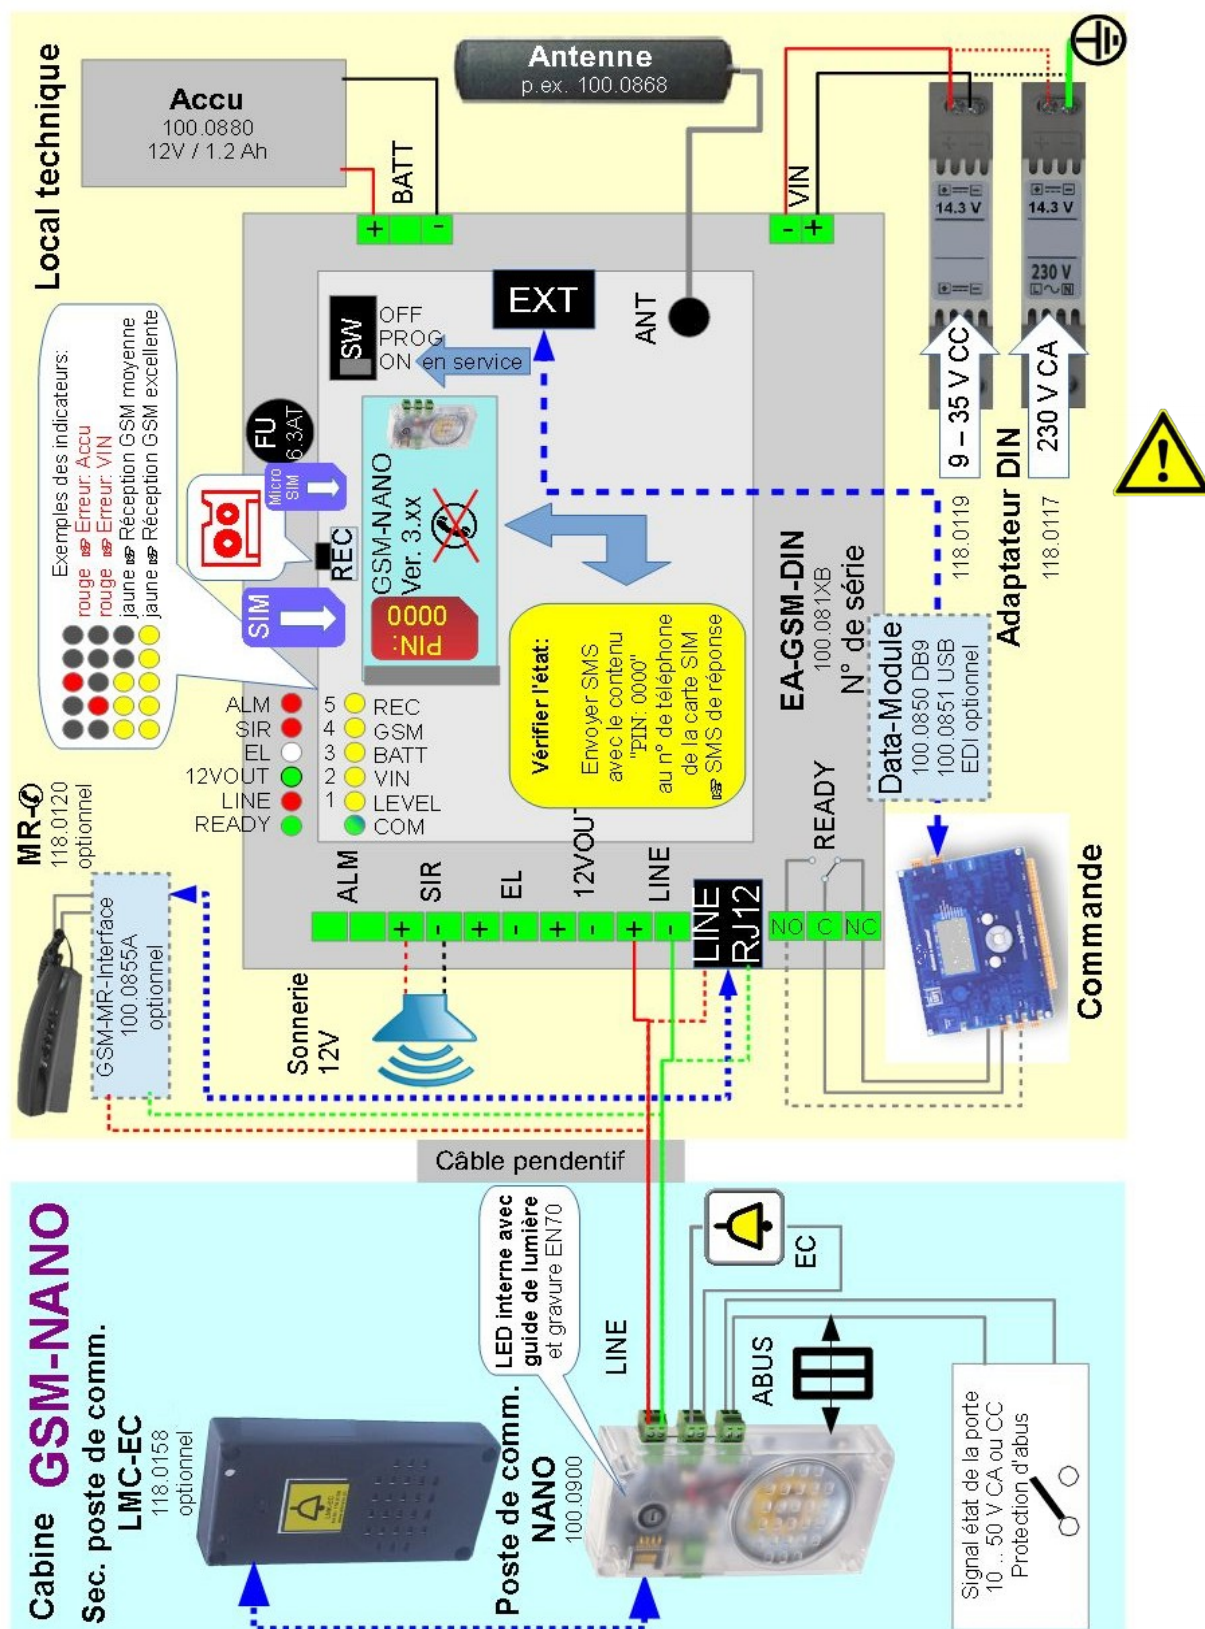 Local technique
Accu
100.0880
12V / 1.2 Ah
Antenne
p.ex. 100.0868
+
BATT
-
VIN
-
+
14.3 V
14.3 V
230 V
L N
9 – 35 V CC
230 V CA
118.0119
118.0117
Adaptateur DIN
Exemples des indicateurs:
rouge ☞ Erreur: Accu
rouge ☞ Erreur: VIN
jaune ☞ Réception GSM moyenne
jaune ☞ Réception GSM excellente
FU
6.3AT
SW
OFF
PROG
ON en service
EXT
ANT
Micro
SIM
REC
SIM
GSM-NANO
Ver. 3.xx
PIN:
0000
ALM
SIR
EL
12VOUT
LINE
READY
5 REC
4 GSM
3 BATT
2 VIN
1 LEVEL
COM
Vérifier l'état:
Envoyer SMS
avec le contenu
"PIN: 0000"
au n° de téléphone
de la carte SIM
☞ SMS de réponse
EA-GSM-DIN
100.081XB
N° de série
Data-Module
100.0850 DB9
100.0851 USB
EDI optionnel
MR-✆
118.0120
optionnel
GSM-MR-Interface
100.0855A
optionnel
Sonnerie
12V
ALM
+
SIR
-
+
EL
-
+
12VOUT
-
+
LINE
-
LINE
RJ12
READY
NO
C
NC
Commande
Câble pendentif
Cabine GSM-NANO
Sec. poste de comm.
LMC-EC
118.0158
optionnel
LED interne avec
guide de lumière
et gravure EN70
Poste de comm.
NANO
100.0900
LINE
EC
ABUS
Signal état de la porte
10 .. 50 V CA ou CC
Protection d'abus